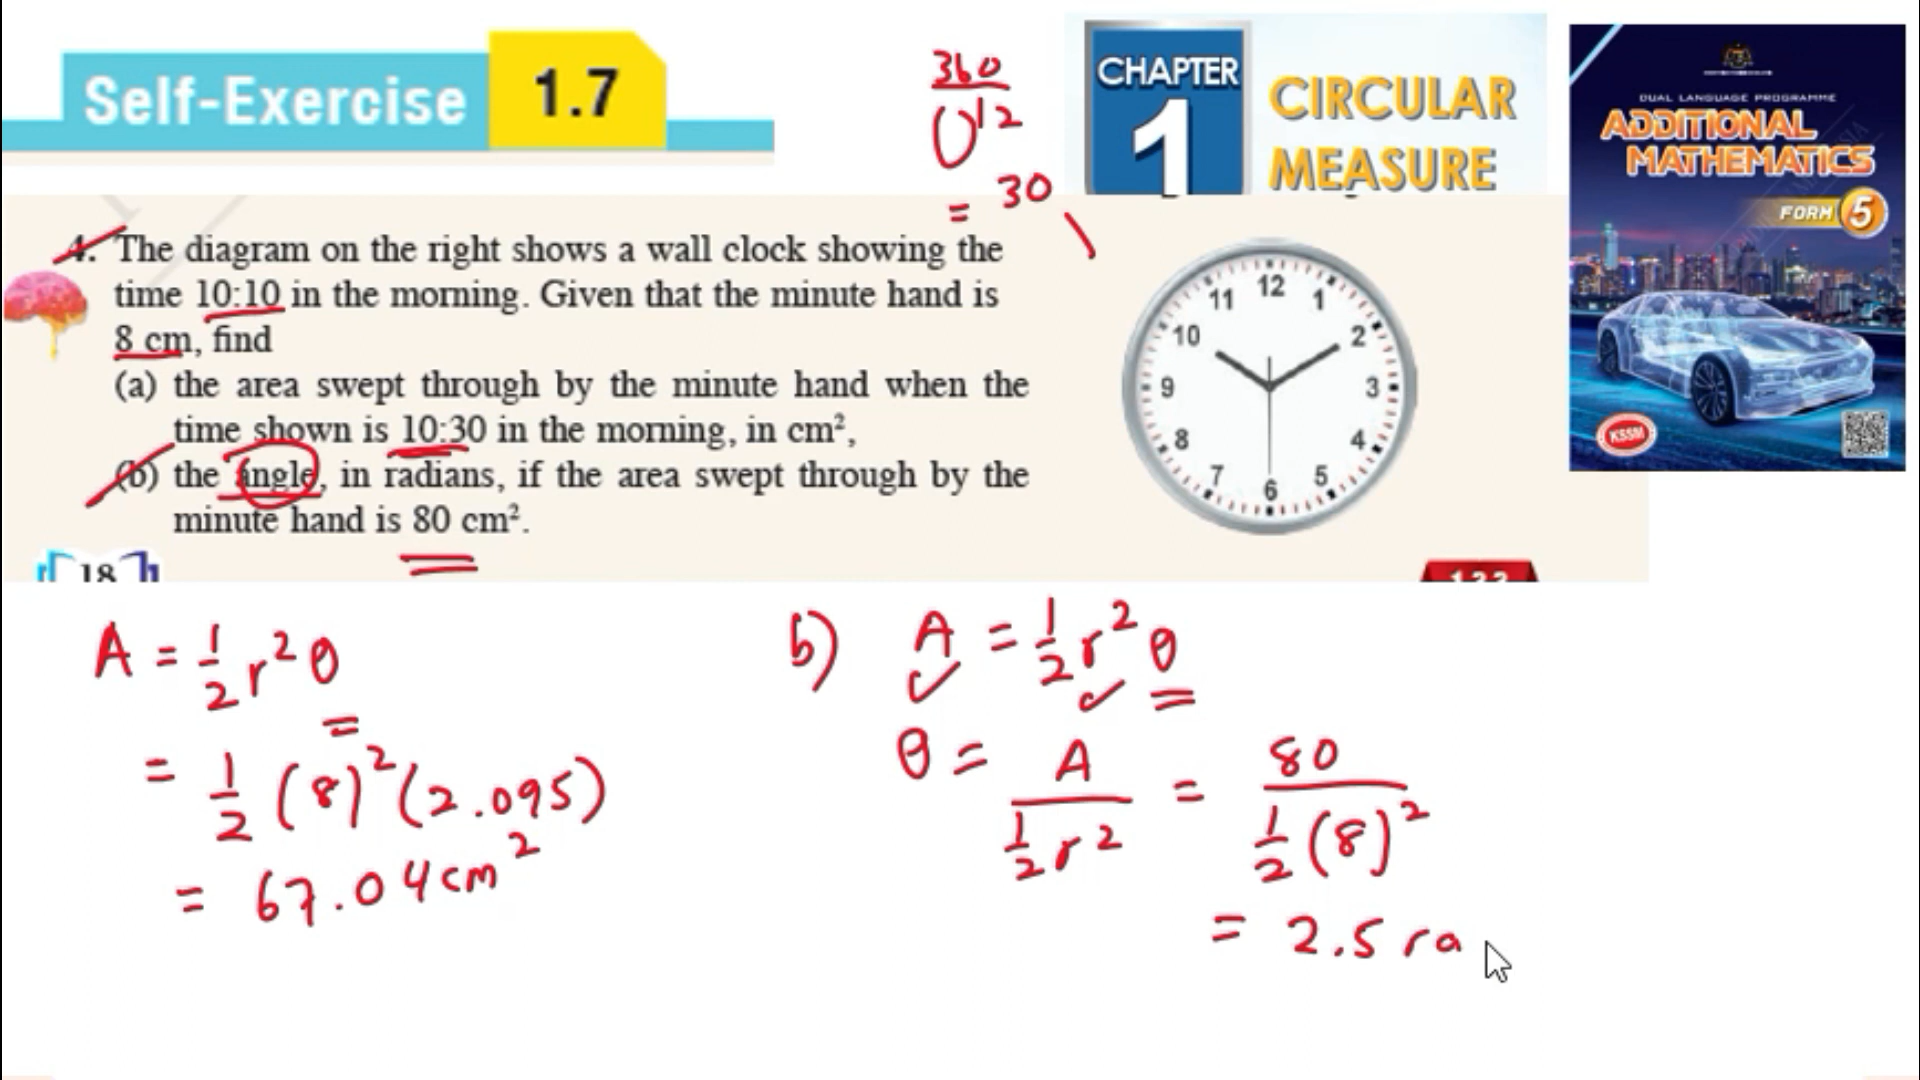 Self-Exercise 1.7
360
12
= 30
CHAPTER
1
CIRCULAR
MEASURE
DUAL LANGUAGE PROGRAMME
ADDITIONAL
MATHEMATICS
FORM 5
KSSM
4. The diagram on the right shows a wall clock showing the
time 10:10 in the morning. Given that the minute hand is
8 cm, find
(a) the area swept through by the minute hand when the
time shown is 10:30 in the morning, in cm²,
(b) the angle, in radians, if the area swept through by the
minute hand is 80 cm².
12
1
2
3
4
5
6
7
8
9
10
11
18
A = 1/2 r² θ
= 1/2 (8)² (2.095)
= 67.04 cm²
b) A = 1/2 r² θ
θ = A / 1/2 r² = 80 / 1/2 (8)²
= 2.5 ra